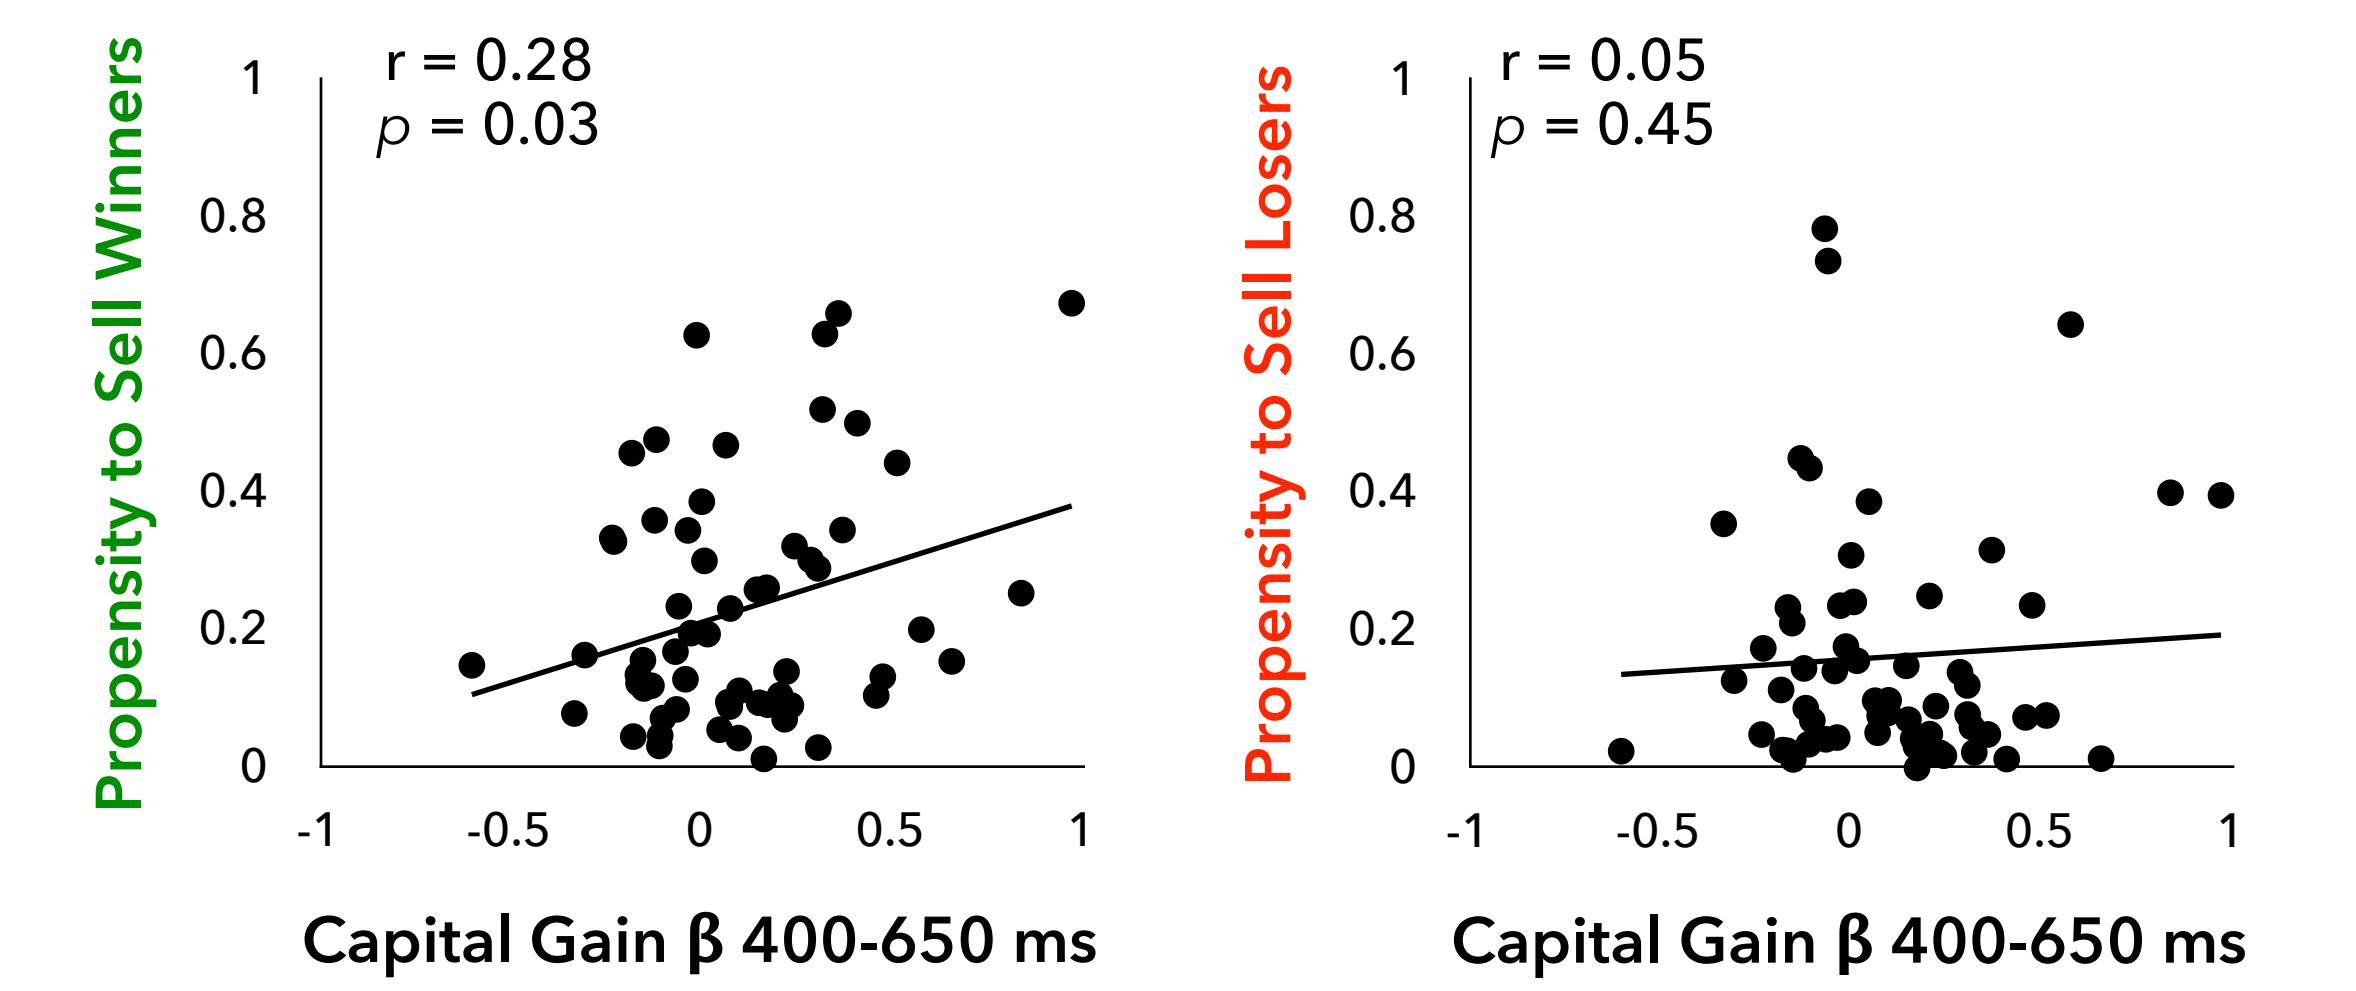 Propensity to Sell Winners
r = 0.28
p = 0.03
1
0.8
0.6
0.4
0.2
0
-1
-0.5
0
0.5
1
Capital Gain β 400-650 ms
Propensity to Sell Losers
r = 0.05
p = 0.45
1
0.8
0.6
0.4
0.2
0
-1
-0.5
0
0.5
1
Capital Gain β 400-650 ms